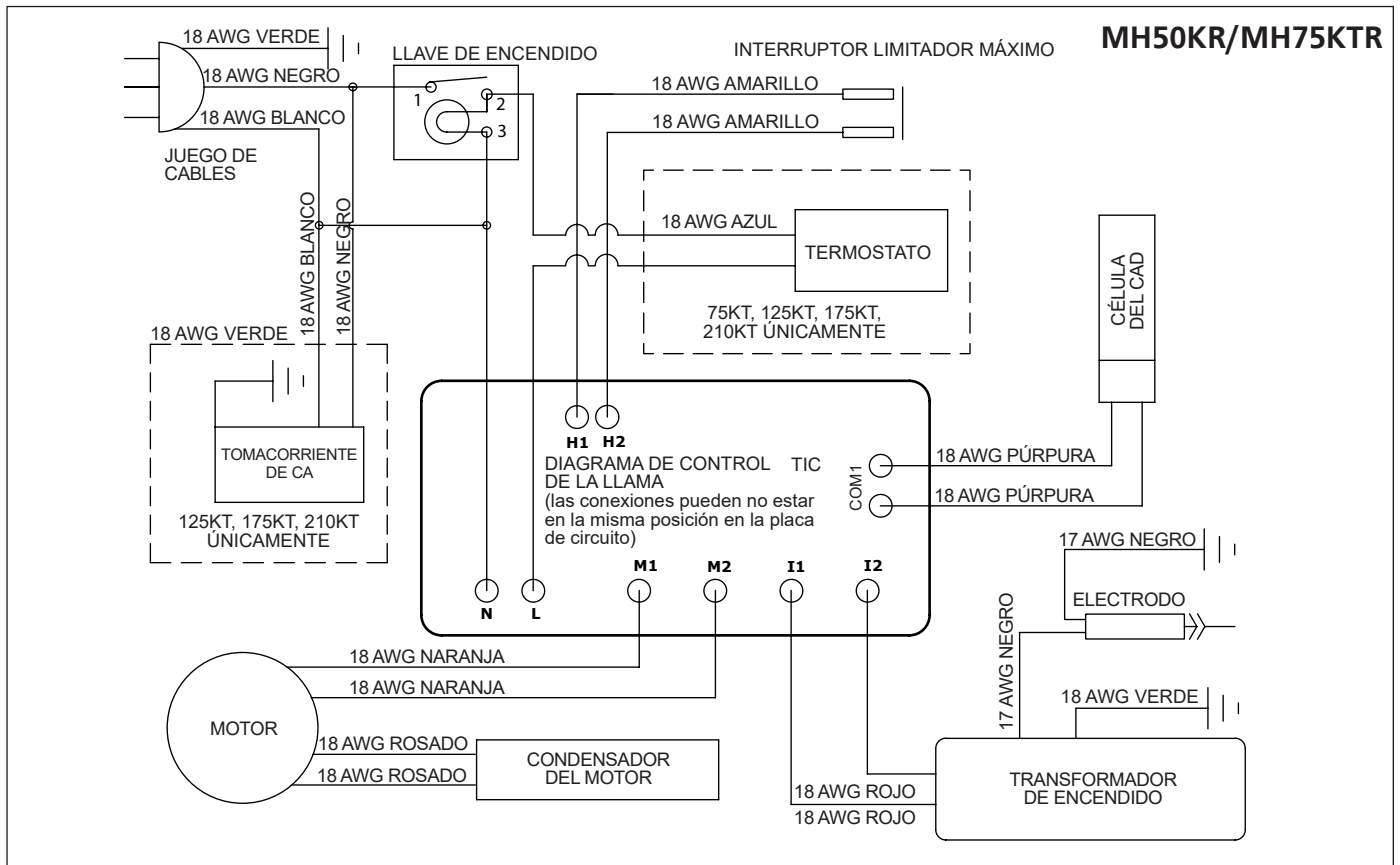 MH50KR/MH75KTR
18 AWG VERDE
LLAVE DE ENCENDIDO
INTERRUPTOR LIMITADOR MÁXIMO
18 AWG NEGRO
18 AWG AMARILLO
1
2
3
18 AWG BLANCO
18 AWG AMARILLO
JUEGO DE
CABLES
18 AWG BLANCO
18 AWG NEGRO
18 AWG AZUL
TERMOSTATO
75KT, 125KT, 175KT,
210KT ÚNICAMENTE
CÉLULA
DEL CAD
18 AWG VERDE
TOMACORRIENTE
DE CA
125KT, 175KT, 210KT
ÚNICAMENTE
H1
H2
DIAGRAMA DE CONTROL TIC
DE LA LLAMA
(las conexiones pueden no estar
en la misma posición en la placa
de circuito)
COM1
18 AWG PÚRPURA
18 AWG PÚRPURA
N
L
M1
M2
I1
I2
17 AWG NEGRO
ELECTRODO
17 AWG NEGRO
18 AWG VERDE
18 AWG NARANJA
18 AWG NARANJA
MOTOR
18 AWG ROSADO
18 AWG ROSADO
CONDENSADOR
DEL MOTOR
18 AWG ROJO
18 AWG ROJO
TRANSFORMADOR
DE ENCENDIDO